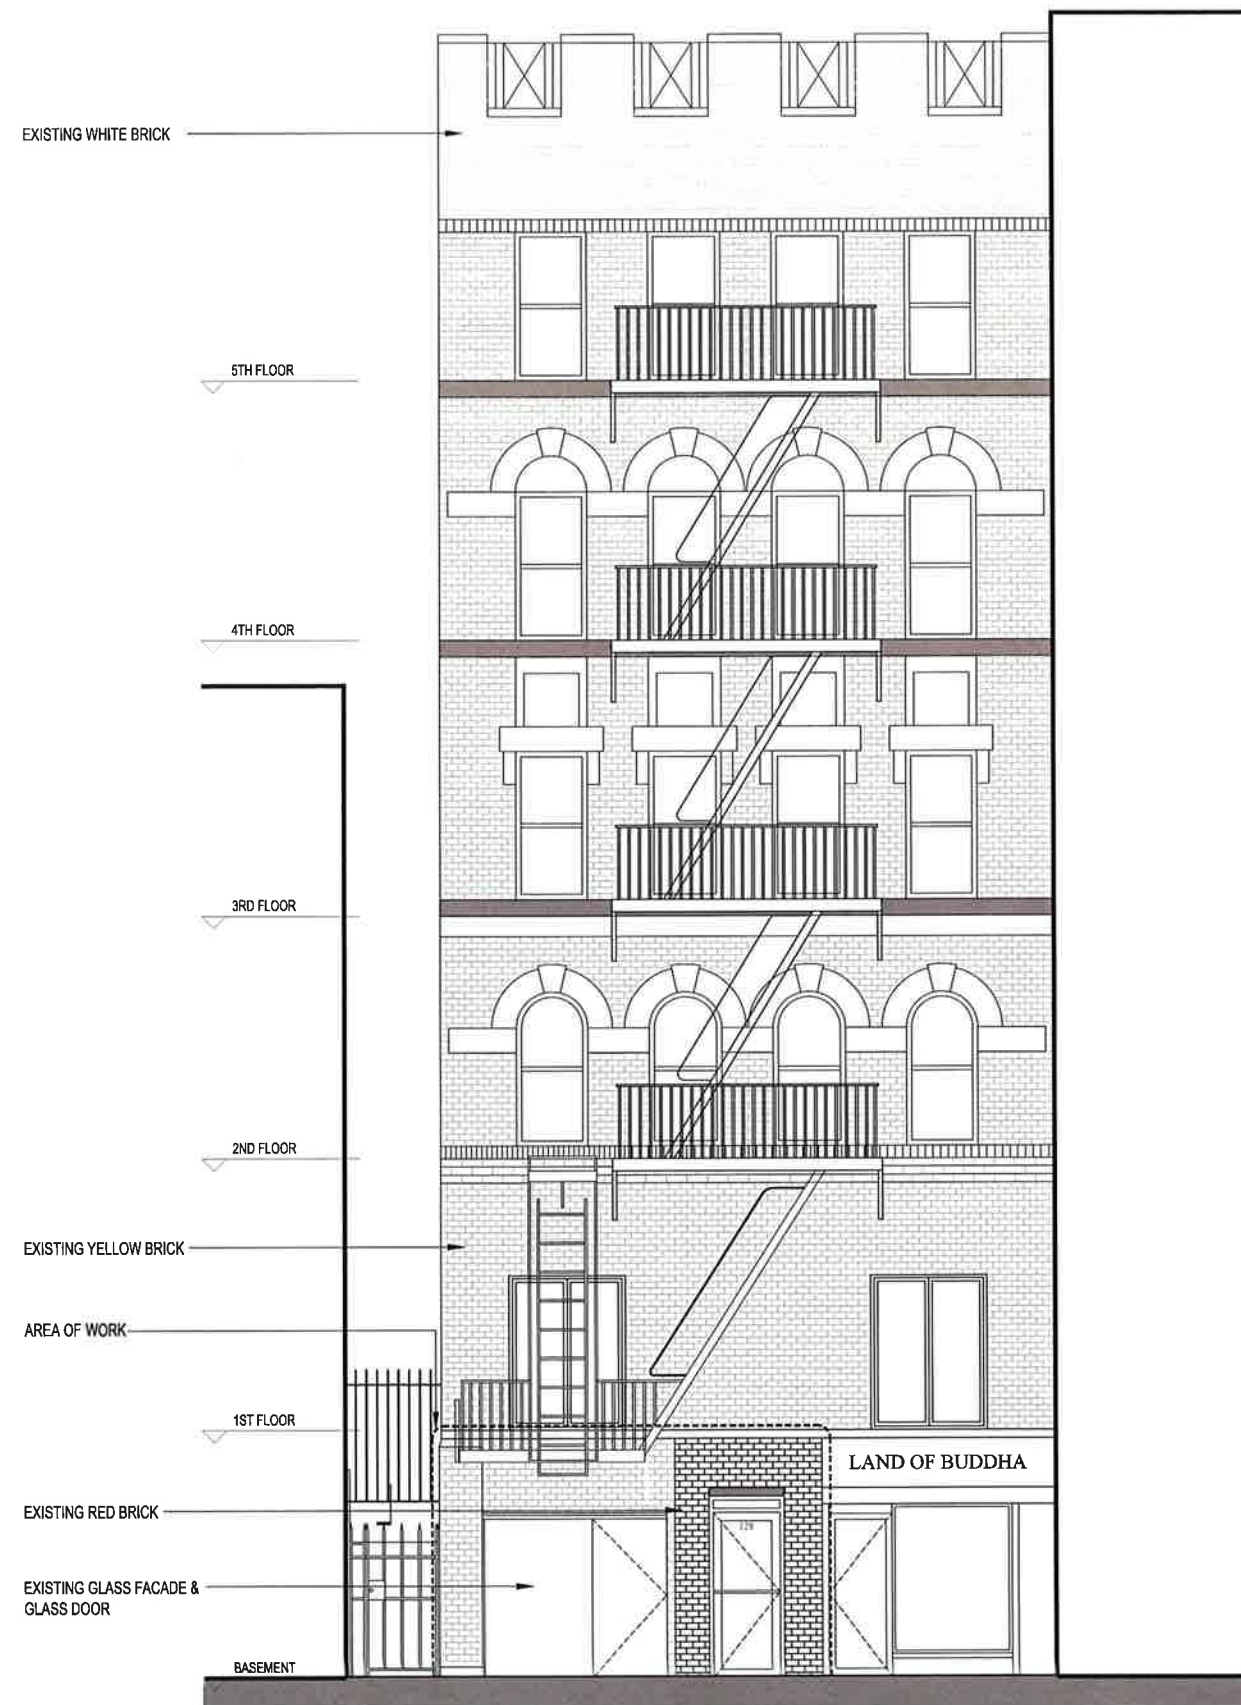 EXISTING WHITE BRICK
5TH FLOOR
4TH FLOOR
3RD FLOOR
2ND FLOOR
EXISTING YELLOW BRICK
AREA OF WORK
1ST FLOOR
LAND OF BUDDHA
EXISTING RED BRICK
128
EXISTING GLASS FACADE &
GLASS DOOR
BASEMENT